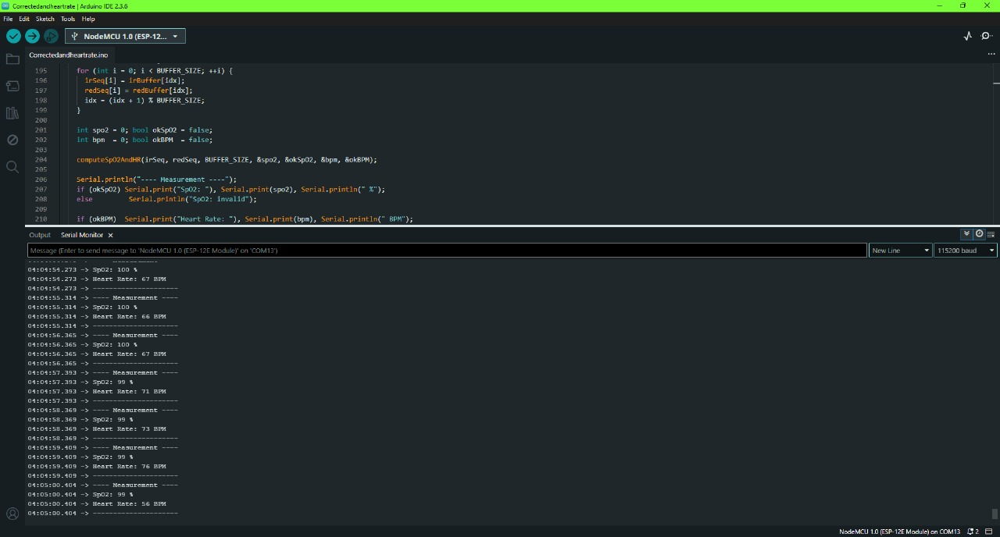 Correctedandheartrate | Arduino IDE 2.3.6
File Edit Sketch Tools Help
NodeMCU 1.0 (ESP-12...
Correctedandheartrate.ino
195 for (int i = 0; i < BUFFER_SIZE; ++i) {
196 irSeq[i] = irBuffer[idx];
197 redSeq[i] = redBuffer[idx];
198 idx = (idx + 1) % BUFFER_SIZE;
199 }
200
201 int spo2 = 0; bool okSpO2 = false;
202 int bpm = 0; bool okBPM = false;
203
204 computeSpO2AndHR(irSeq, redSeq, BUFFER_SIZE, &spo2, &okSpO2, &bpm, &okBPM);
205
206 Serial.println("---- Measurement ----");
207 if (okSpO2) Serial.print("SpO2: "), Serial.print(spo2), Serial.println(" %");
208 else Serial.println("SpO2: invalid");
209
210 if (okBPM) Serial.print("Heart Rate: "), Serial.print(bpm), Serial.println(" BPM");
Output Serial Monitor
Message (Enter to send message to 'NodeMCU 1.0 (ESP-12E Module)' on 'COM13')
New Line 115200 baud
04:04:54.273 -> SpO2: 100 %
04:04:54.273 -> Heart Rate: 67 BPM
04:04:54.273 -> ---------------------
04:04:55.314 -> ---- Measurement ----
04:04:55.314 -> SpO2: 100 %
04:04:55.314 -> Heart Rate: 66 BPM
04:04:55.314 -> ---------------------
04:04:56.365 -> ---- Measurement ----
04:04:56.365 -> SpO2: 100 %
04:04:56.365 -> Heart Rate: 67 BPM
04:04:56.365 -> ---------------------
04:04:57.393 -> ---- Measurement ----
04:04:57.393 -> SpO2: 99 %
04:04:57.393 -> Heart Rate: 71 BPM
04:04:57.393 -> ---------------------
04:04:58.369 -> ---- Measurement ----
04:04:58.369 -> SpO2: 99 %
04:04:58.369 -> Heart Rate: 73 BPM
04:04:58.369 -> ---------------------
04:04:59.409 -> ---- Measurement ----
04:04:59.409 -> SpO2: 99 %
04:04:59.409 -> Heart Rate: 76 BPM
04:04:59.409 -> ---------------------
04:05:00.404 -> ---- Measurement ----
04:05:00.404 -> SpO2: 99 %
04:05:00.404 -> Heart Rate: 56 BPM
04:05:00.404 -> ---------------------
NodeMCU 1.0 (ESP-12E Module) on COM13 2